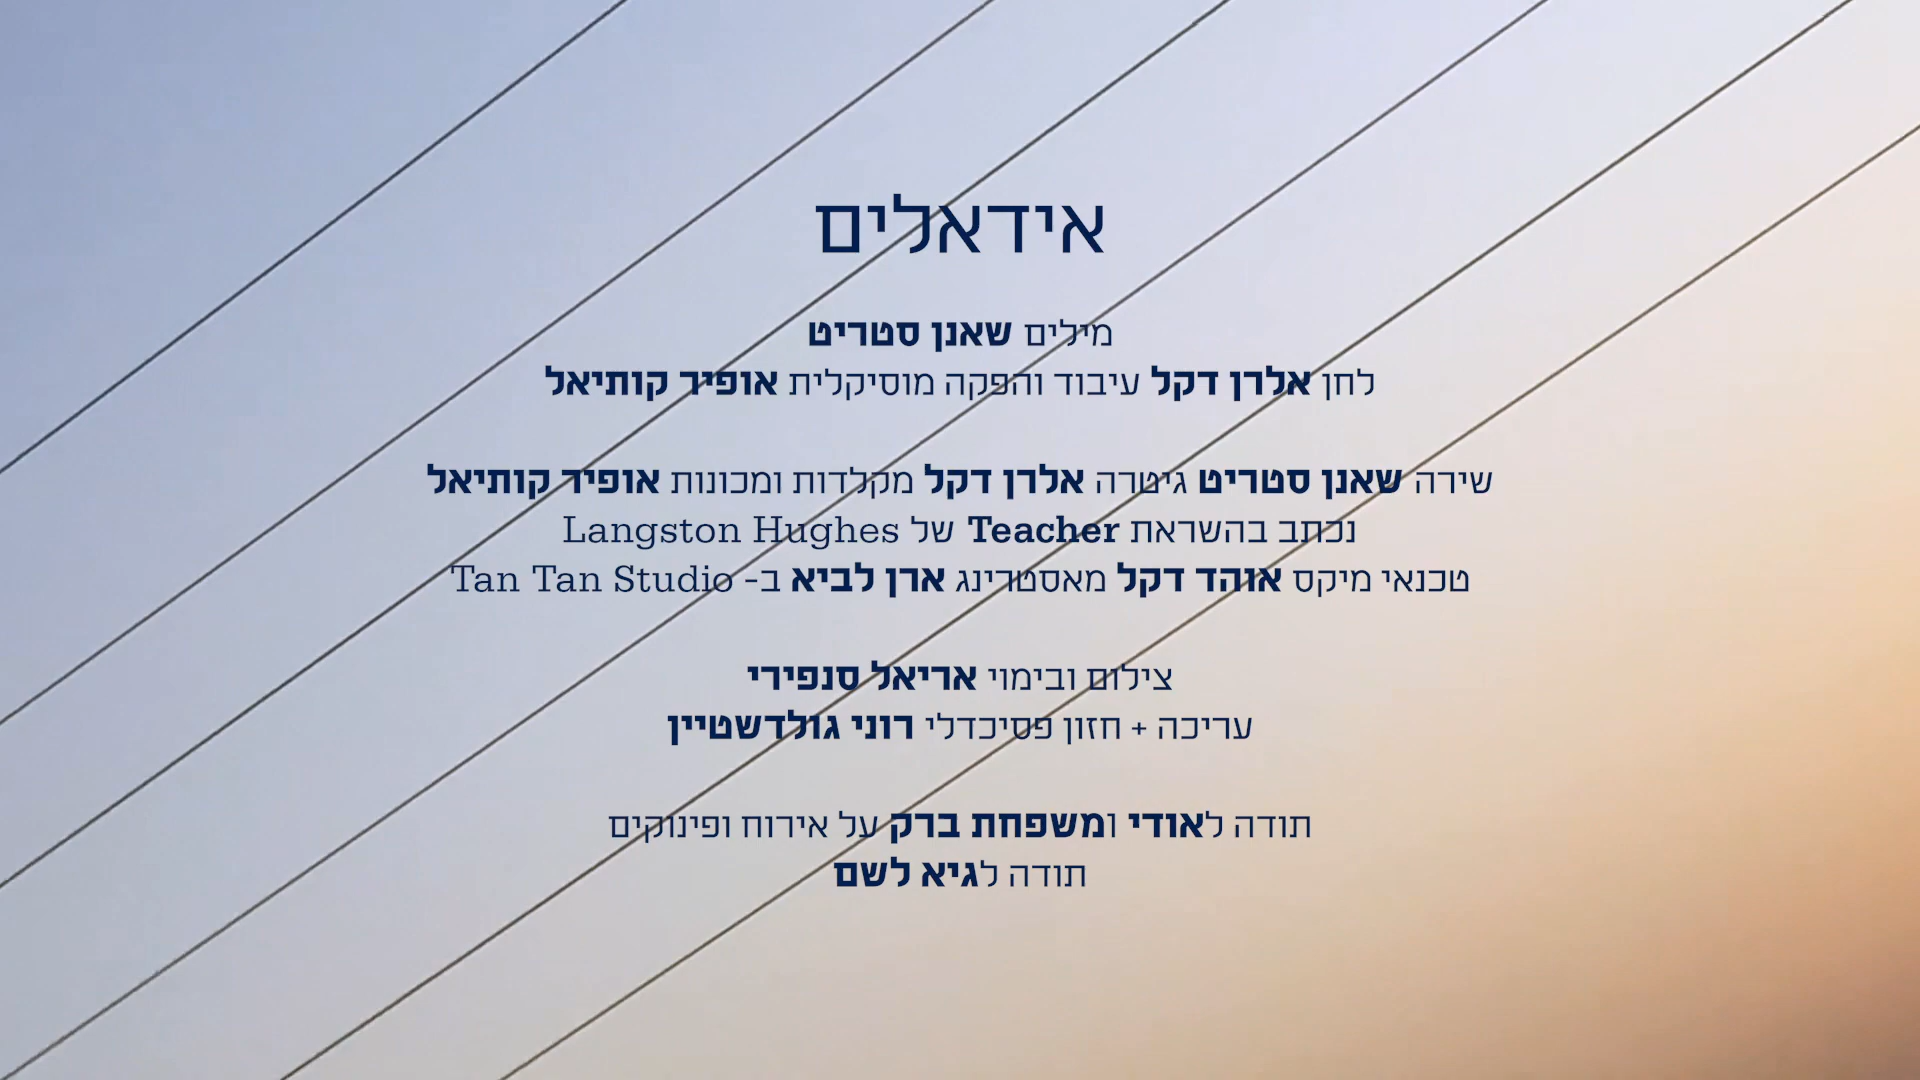 אידאלים
מילים שאנן סטריט
לחן אלרן דקל עיבוד והפקה מוסיקלית אופיר קותיאל
שירה שאנן סטריט גיטרה אלרן דקל מקלדות ומכונות אופיר קותיאל
נכתב בהשראת Teacher של Langston Hughes
טכנאי מיקס אוהד דקל מאסטרינג ארן לביא ב- Tan Tan Studio
צילום ובימוי אריאל סנפירי
עריכה + חזון פסיכדלי רוני גולדשטיין
תודה לאודי ומשפחת ברק על אירוח ופינוקים
תודה לגיא לשם